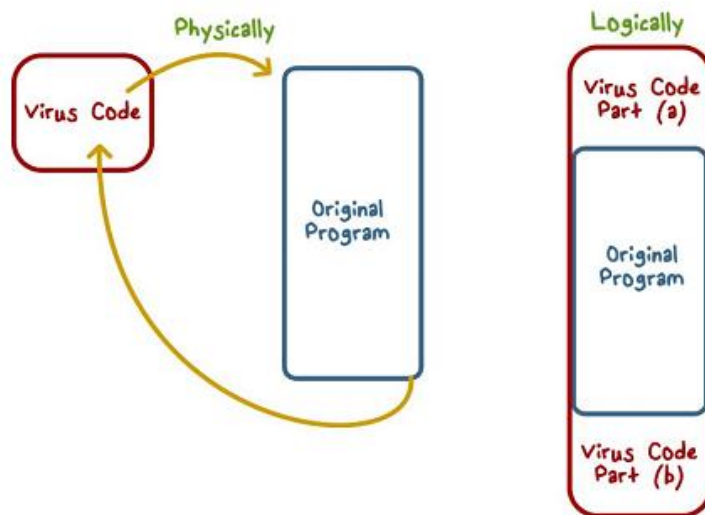 Physically
Virus Code
Original
Program
Logically
Virus Code
Part (a)
Original
Program
Virus Code
Part (b)